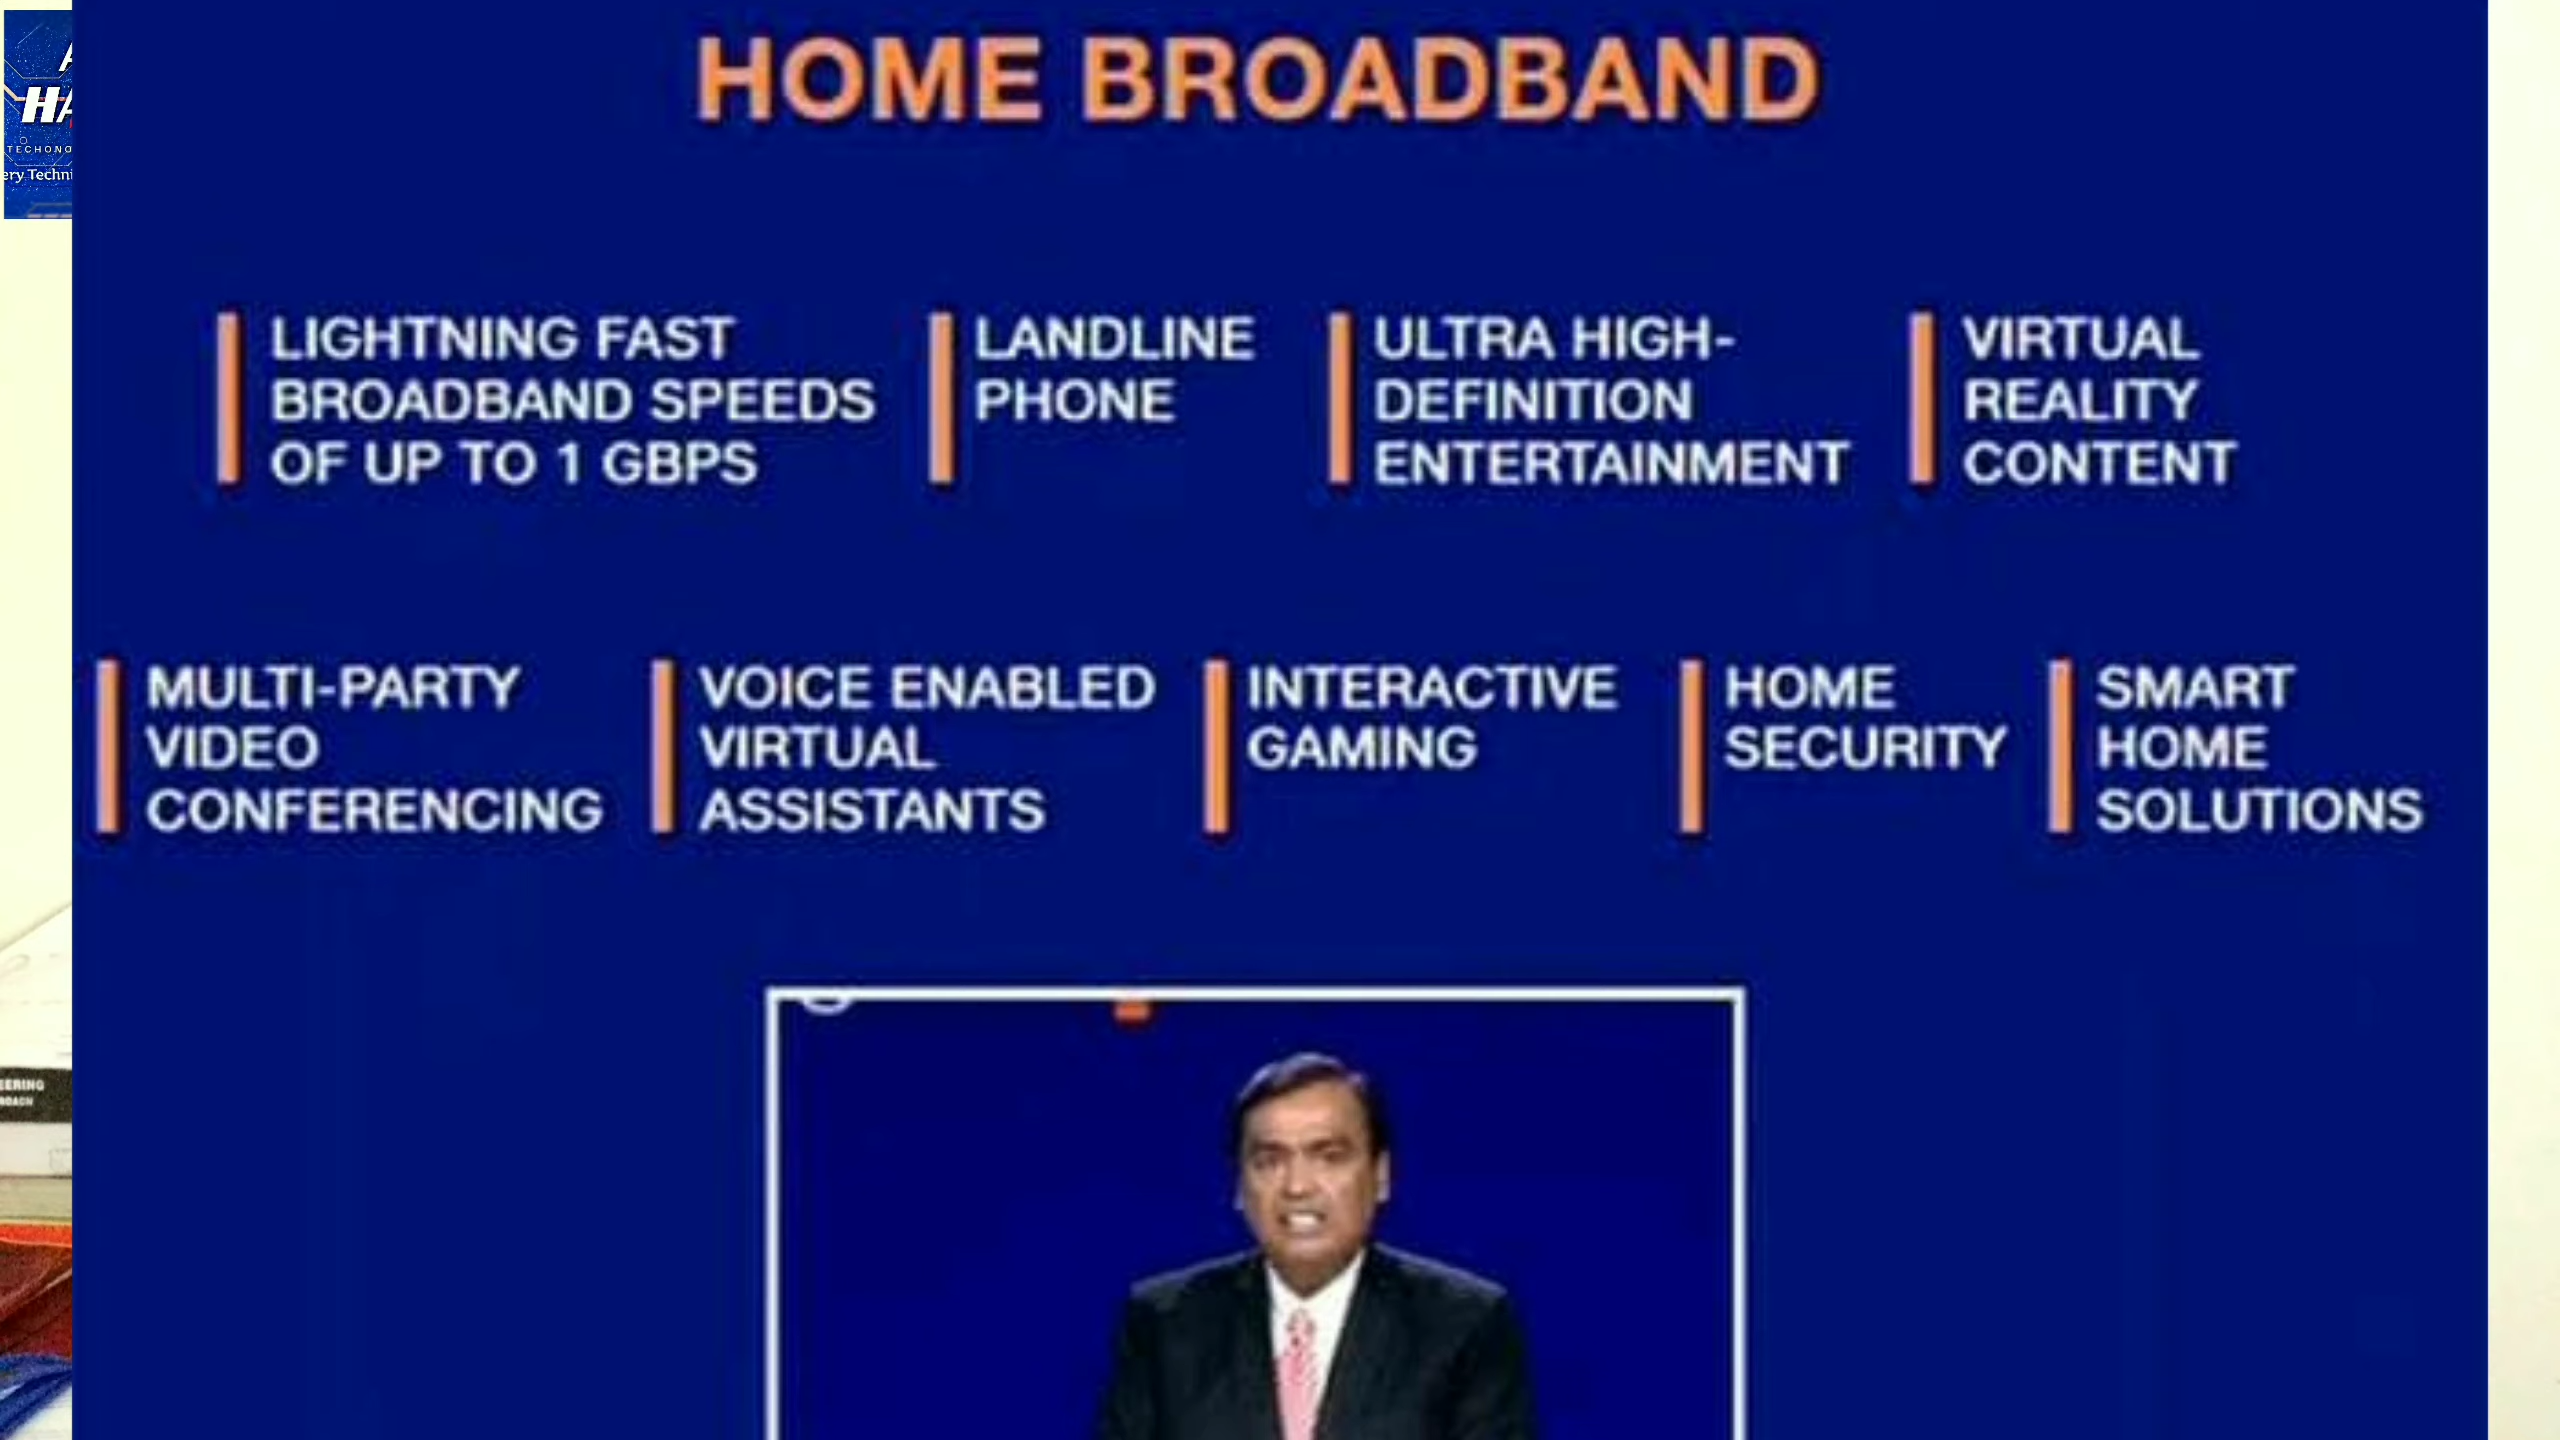 HOME BROADBAND
LIGHTNING FAST
BROADBAND SPEEDS
OF UP TO 1 GBPS
LANDLINE
PHONE
ULTRA HIGH-
DEFINITION
ENTERTAINMENT
VIRTUAL
REALITY
CONTENT
MULTI-PARTY
VIDEO
CONFERENCING
VOICE ENABLED
VIRTUAL
ASSISTANTS
INTERACTIVE
GAMING
HOME
SECURITY
SMART
HOME
SOLUTIONS